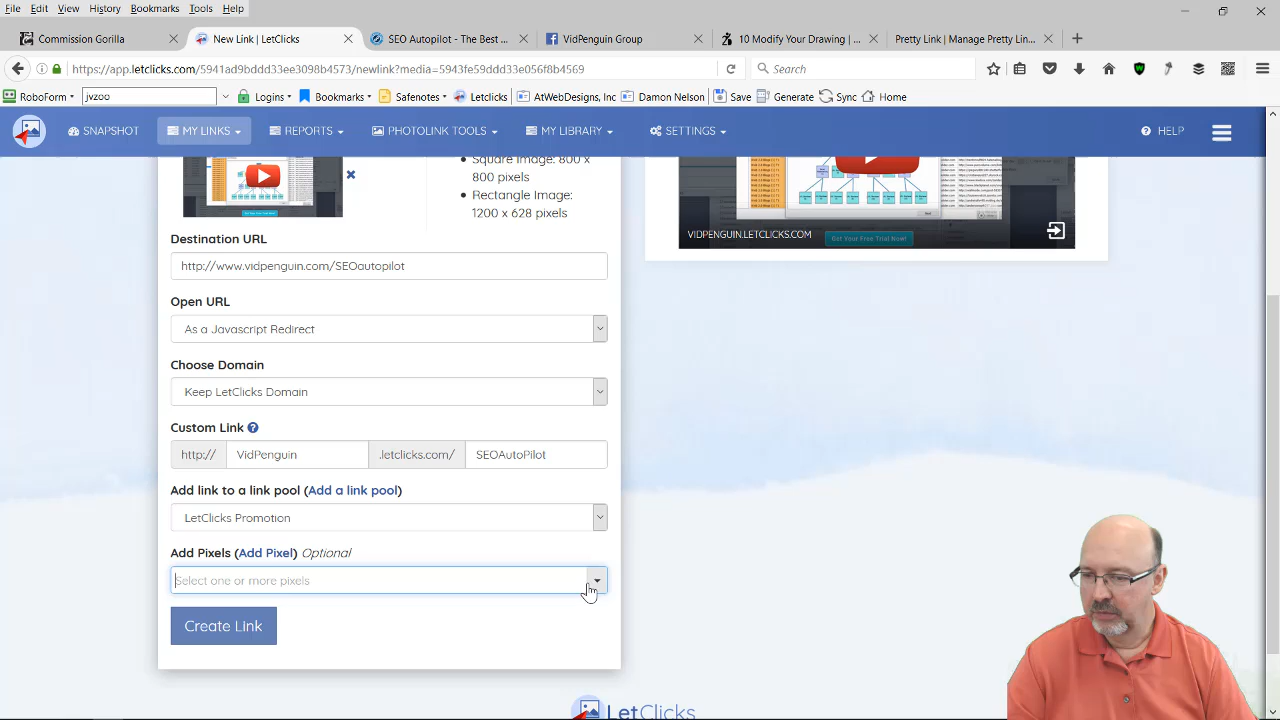 File Edit View History Bookmarks Tools Help
Commission Gorilla × New Link | LetClicks × SEO Autopilot - The Best ... × VidPenguin Group × 10 Modify Your Drawing | ... × Pretty Link | Manage Pretty Lin... × +
https://app.letclicks.com/5941ad9bddd33ee3098b4573/newlink?media=5943fe59ddd33e056f8b4569 Search
RoboForm jvzoo Logins Bookmarks Safenotes Letclicks AtWebDesigns, Inc Damon Nelson Save Generate Sync Home
SNAPSHOT MY LINKS REPORTS PHOTOLINK TOOLS MY LIBRARY SETTINGS HELP
Square Image: 800 x
800 pixels
Rectangle
1200 x 628 pixels
VIDPENGUIN.LETCLICKS.COM
Get Your Free Trial Now!
Destination URL
http://www.vidpenguin.com/SEOautopilot
Open URL
As a Javascript Redirect
Choose Domain
Keep LetClicks Domain
Custom Link ?
http:// VidPenguin .letclicks.com/ SEOAutoPilot
Add link to a link pool (Add a link pool)
LetClicks Promotion
Add Pixels (Add Pixel) Optional
Select one or more pixels
Create Link
LetClicks